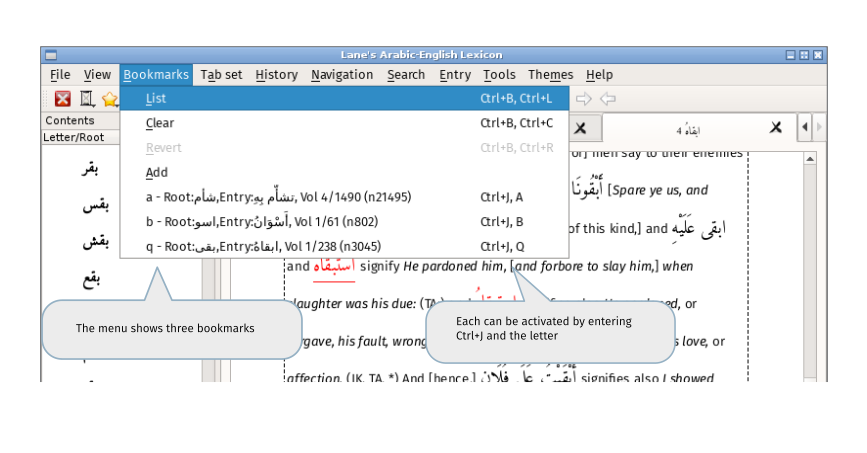 Lane's Arabic-English Lexicon
File View Bookmarks Tab set History Navigation Search Entry Tools Themes Help
List Ctrl+B, Ctrl+L
Clear Ctrl+B, Ctrl+C
Revert Ctrl+B, Ctrl+R
Add
a - Root:شأم,Entry:تشأّم بِهِ, Vol 4/1490 (n21495) Ctrl+J, A
b - Root:اسو,Entry:أَسْوَانُ, Vol 1/61 (n802) Ctrl+J, B
q - Root:بقى,Entry:ابقاهُ, Vol 1/238 (n3045) Ctrl+J, Q
Contents
Letter/Root
بقر
بقس
بقش
بقع
ابقاهُ 4
or] men say to their enemies
أَبْقُونَا [Spare ye us, and
of this kind,] and ابقى عَلَيْهِ
and استبقاه signify He pardoned him, [and forbore to slay him,] when
slaughter was his due: (TA,) or
his fault, wrong love, or
affection. (JK, TA. *) And [hence,] أَبْقَيْتُ عَلَى فُلَانٍ signifies also I showed
The menu shows three bookmarks
Each can be activated by entering
Ctrl+J and the letter